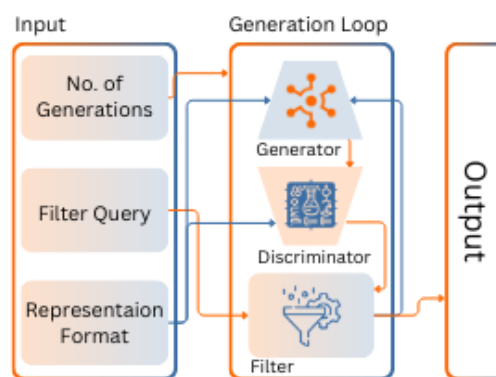 Input
No. of
Generations
Filter Query
Representaion
Format
Generation Loop
Generator
Discriminator
Filter
Output